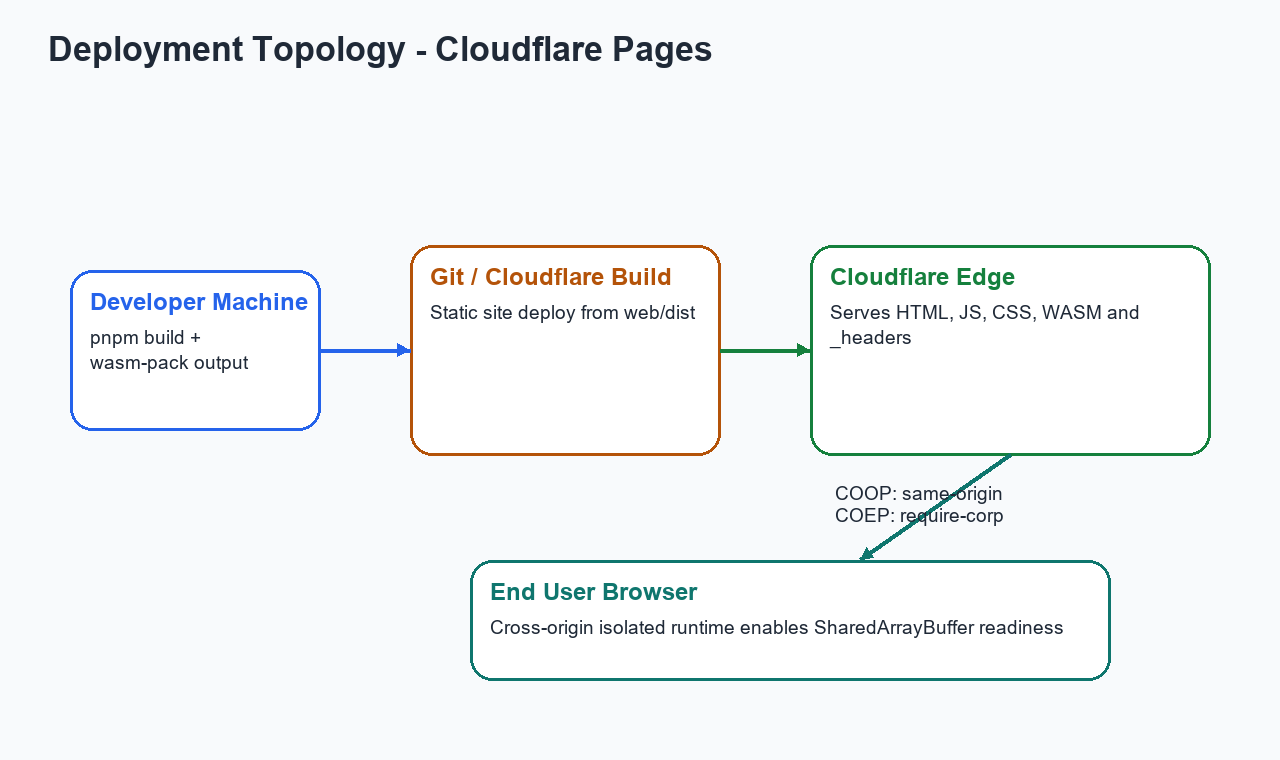 Deployment Topology - Cloudflare Pages
Developer Machine
pnpm build +
wasm-pack output
Git / Cloudflare Build
Static site deploy from web/dist
Cloudflare Edge
Serves HTML, JS, CSS, WASM and
_headers
COOP: same-origin
COEP: require-corp
End User Browser
Cross-origin isolated runtime enables SharedArrayBuffer readiness